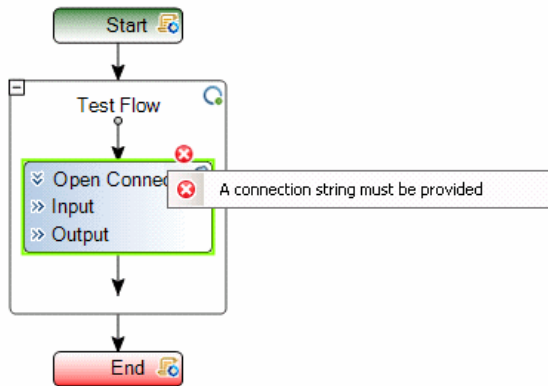 Start
Test Flow
Open Connec
A connection string must be provided
Input
Output
End